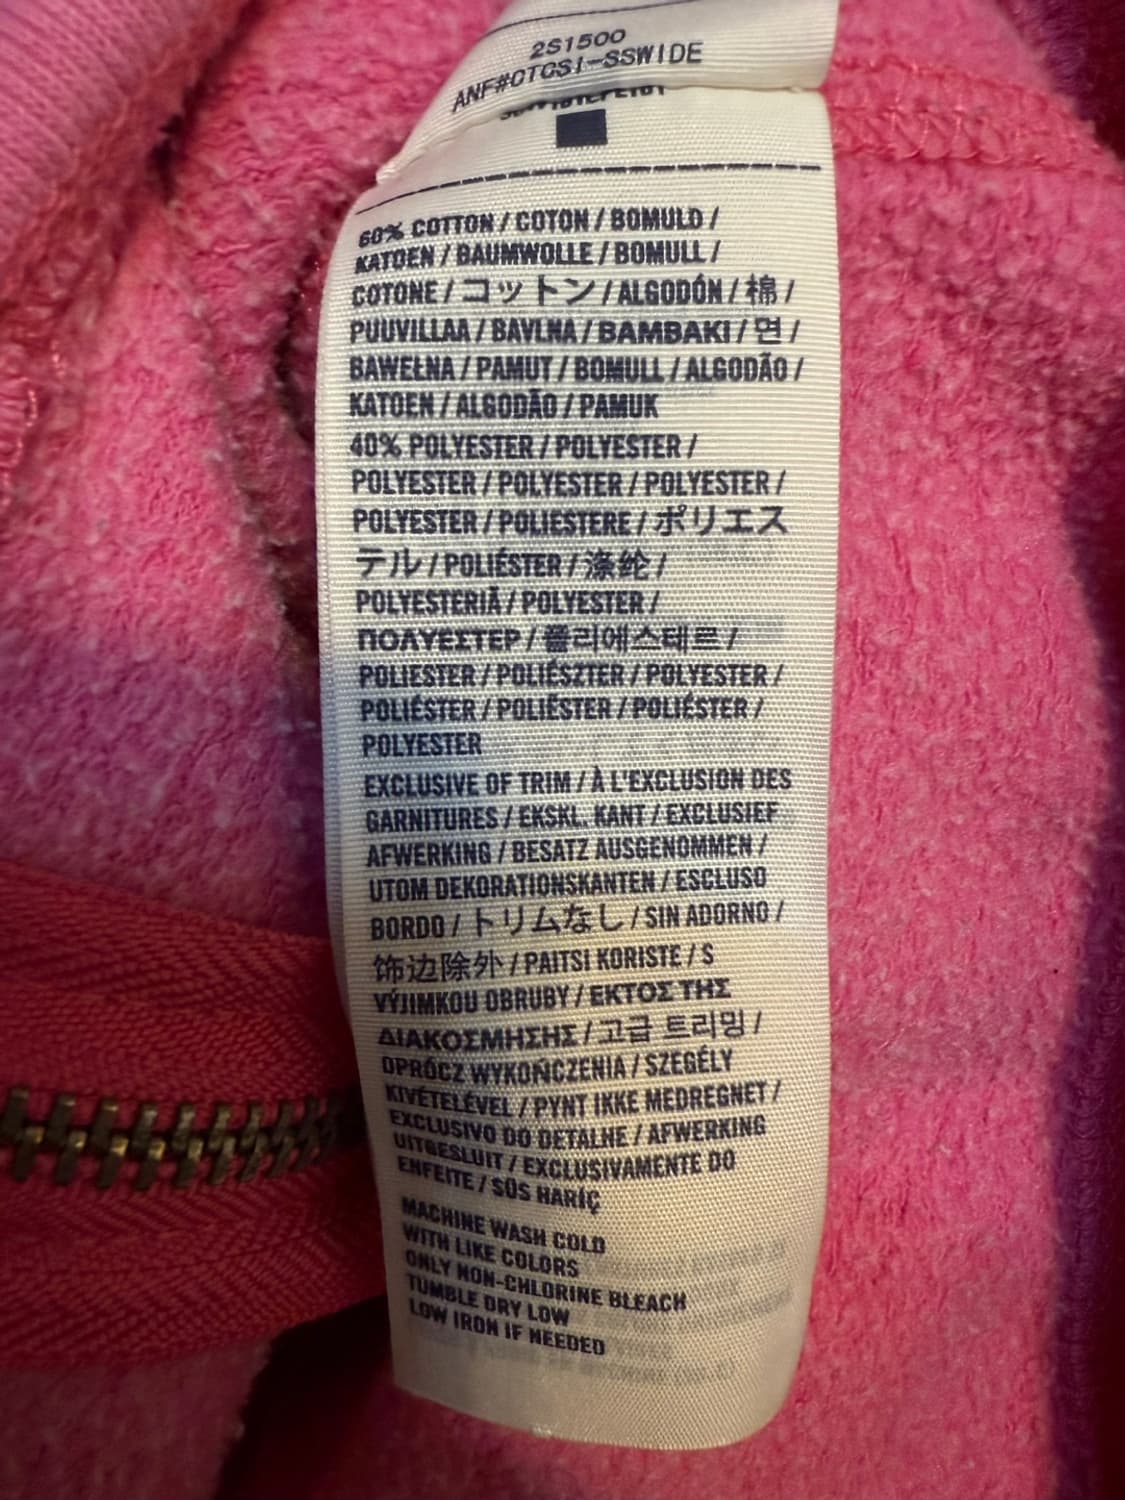 2S1500
ANF#CTCSI-SSWIDE
60% COTTON / COTON / BOMULD /
KATOEN / BAUMWOLLE / BOMULL /
COTONE / コットン / ALGODÓN / 棉 /
PUUVILLAA / BAVLNA / BAMBAKI / 면 /
BAWEŁNA / PAMUT / BOMULL / ALGODÃO /
KATOEN / ALGODÃO / PAMUK
40% POLYESTER / POLYESTER /
POLYESTER / POLYESTER / POLYESTER /
POLYESTER / POLIESTERE / ポリエス
テル / POLIÉSTER / 涤纶 /
POLYESTERIÄ / POLYESTER /
ΠΟΛΥΕΣΤΕΡ / 폴리에스테르 /
POLIESTER / POLIÉSZTER / POLYESTER /
POLIÉSTER / POLIËSTER / POLIÉSTER /
POLYESTER
EXCLUSIVE OF TRIM / À L'EXCLUSION DES
GARNITURES / EKSKL. KANT / EXCLUSIEF
AFWERKING / BESATZ AUSGENOMMEN /
UTOM DEKORATIONSKANTEN / ESCLUSO
BORDO / トリムなし / SIN ADORNO /
饰边除外 / PAITSI KORISTE / S
VÝJIMKOU OBRUBY / ΕΚΤΟΣ ΤΗΣ
ΔΙΑΚΟΣΜΗΣΗΣ / 고급 트리밍 /
OPRÓCZ WYKOŃCZENIA / SZEGÉLY
KIVÉTELÉVEL / PYNT IKKE MEDREGNET /
EXCLUSIVO DO DETALHE / AFWERKING
UITGESLUIT / EXCLUSIVAMENTE DO
ENFEITE / SÜS HARİÇ
MACHINE WASH COLD
WITH LIKE COLORS
ONLY NON-CHLORINE BLEACH
TUMBLE DRY LOW
LOW IRON IF NEEDED